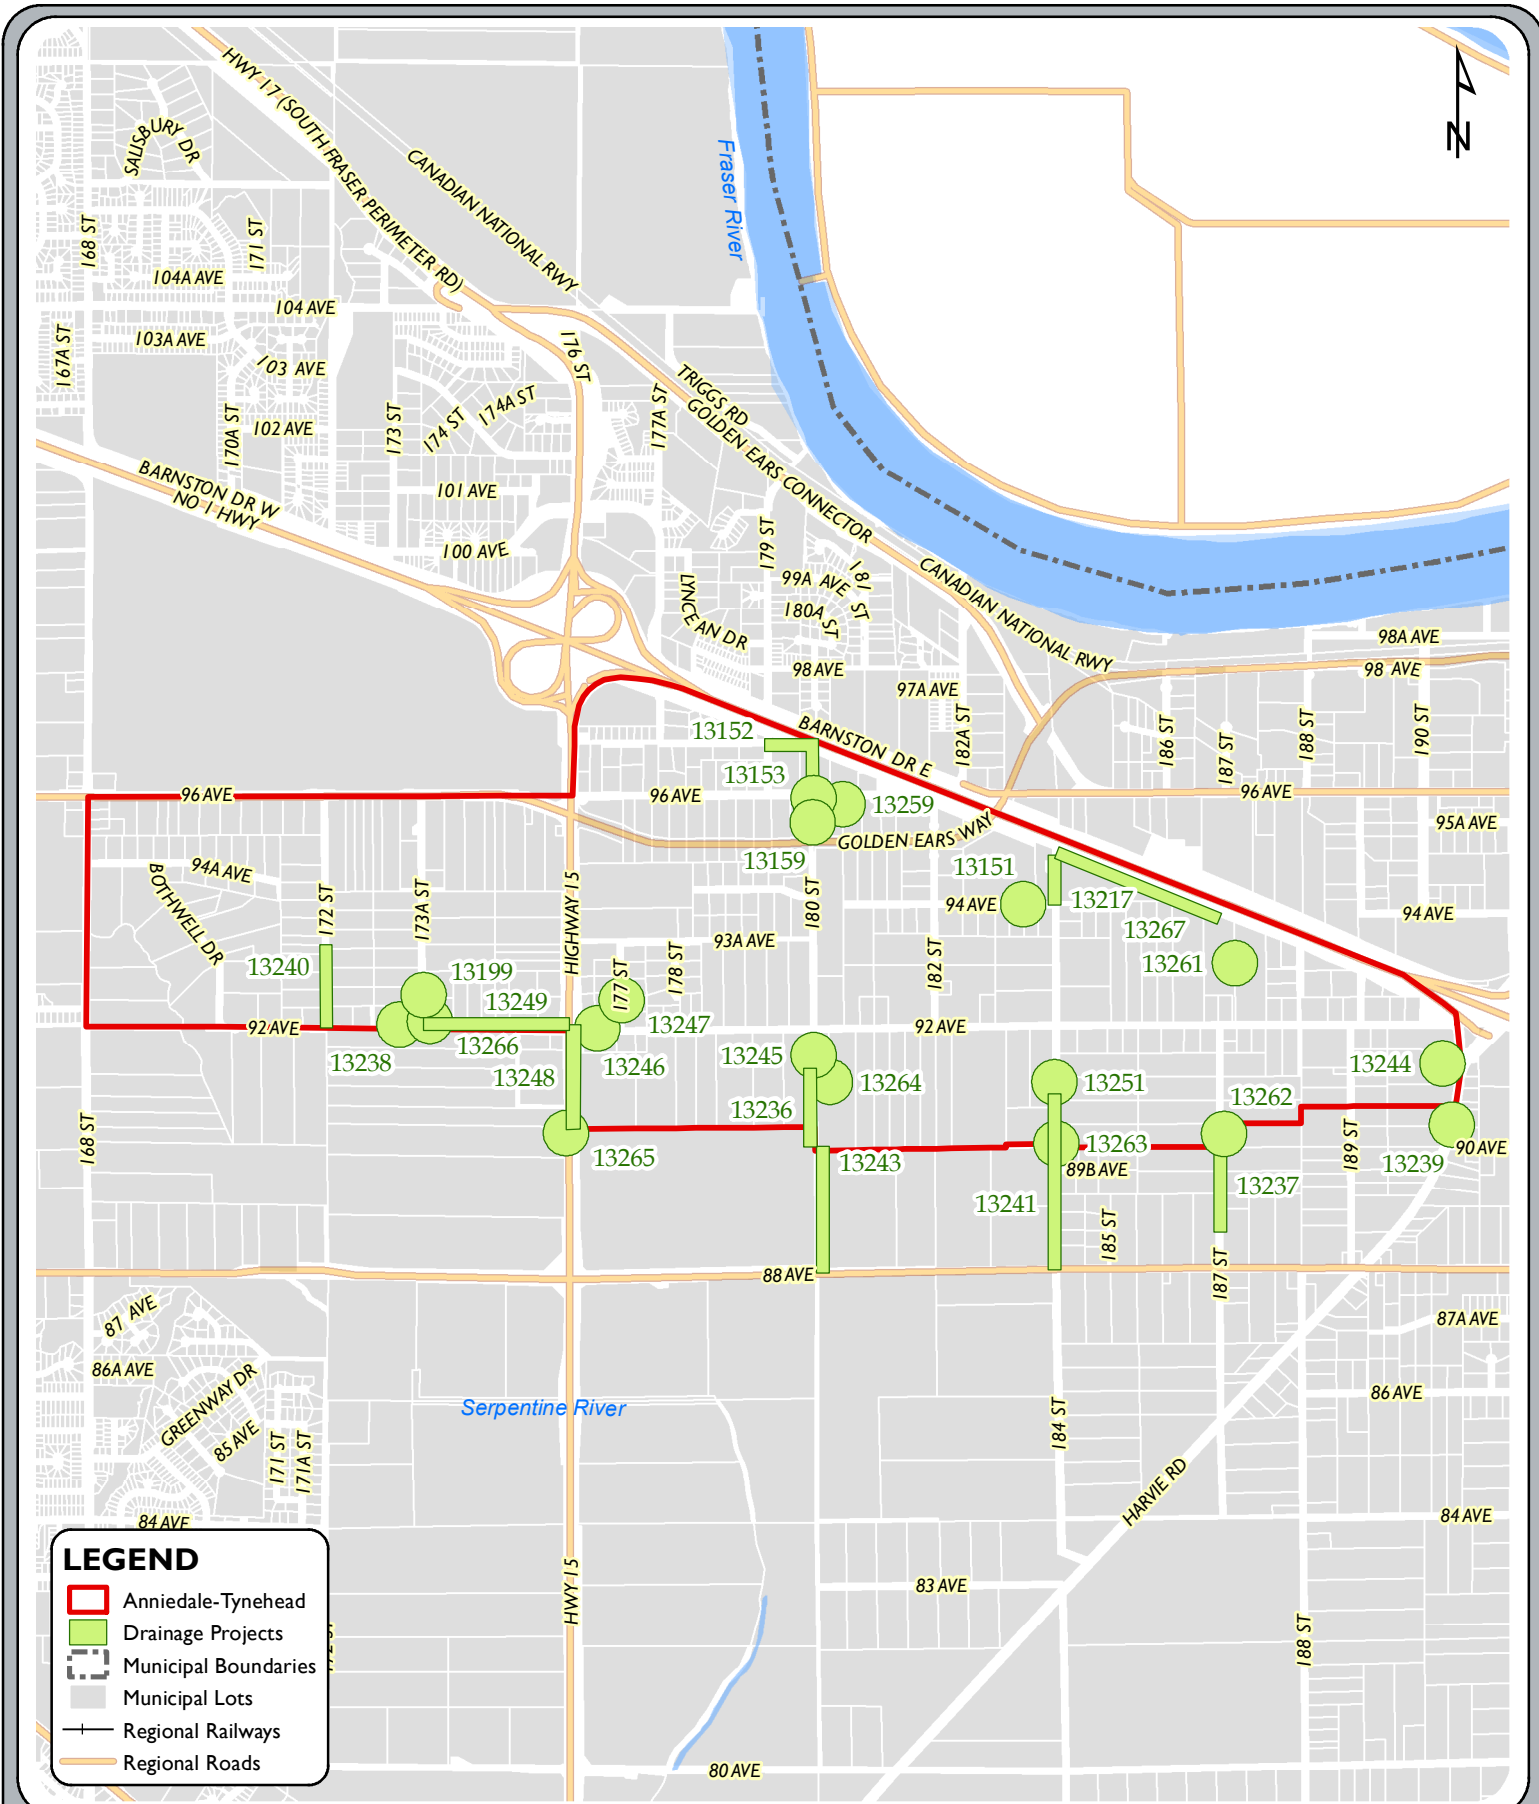 N
HWY 17 (SOUTH FRASER PERIMETER RD)
CANADIAN NATIONAL RWY
Fraser River
SALISBURY DR
168 ST
171 ST
104A AVE
104 AVE
103A AVE
167A ST
103 AVE
176 ST
170A ST
102 AVE
173 ST
174 ST
174A ST
177A ST
TRIGGS RD
GOLDEN EARS CONNECTOR
BARNSTON DR W
NO 1 HWY
101 AVE
100 AVE
179 ST
99A AVE
181 ST
180A ST
LYNCEAN DR
CANADIAN NATIONAL RWY
98A AVE
98 AVE
98 AVE
97A AVE
182A ST
186 ST
187 ST
188 ST
190 ST
BARNSTON DR E
13152
13153
96 AVE
96 AVE
96 AVE
13259
GOLDEN EARS WAY
13159
95A AVE
94A AVE
BOTHWELL DR
172 ST
173A ST
HIGHWAY 15
180 ST
13151
94 AVE
13217
13267
94 AVE
93A AVE
178 ST
177 ST
182 ST
13261
13240
13199
13249
92 AVE
13247
92 AVE
13238
13266
13248
13246
13245
13264
13251
13244
13236
13262
168 ST
13265
13243
13263
89B AVE
189 ST
13239
90 AVE
13241
13237
185 ST
187 ST
88 AVE
87 AVE
87A AVE
86A AVE
GREENWAY DR
86 AVE
Serpentine River
85 AVE
171 ST
171A ST
184 ST
HARVIE RD
84 AVE
84 AVE
HWY 15
83 AVE
188 ST
80 AVE
LEGEND
Anniedale-Tynehead
Drainage Projects
Municipal Boundaries
Municipal Lots
Regional Railways
Regional Roads